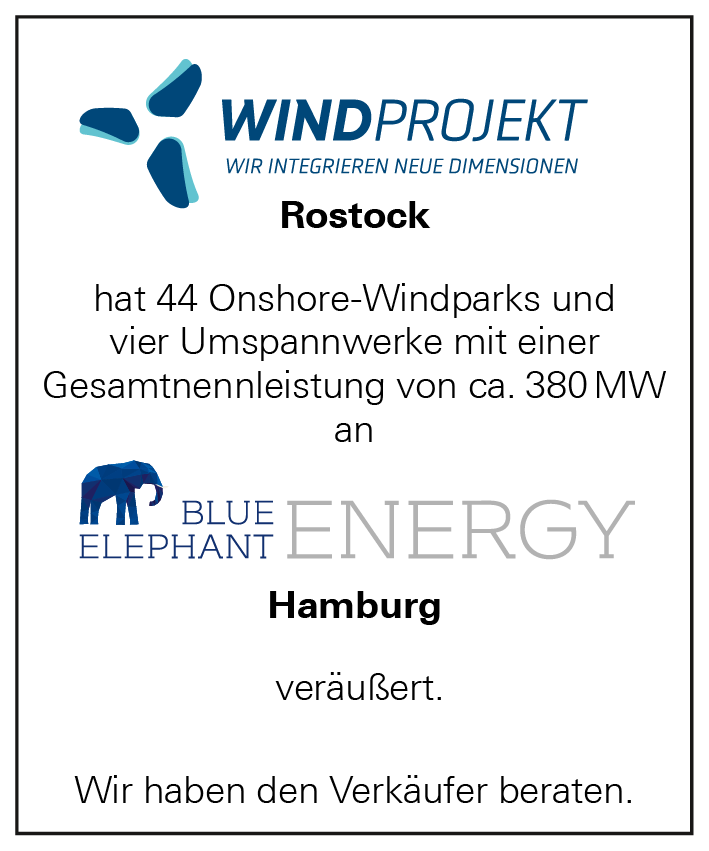 WINDPROJEKT
WIR INTEGRIEREN NEUE DIMENSIONEN
Rostock
hat 44 Onshore-Windparks und
vier Umspannwerke mit einer
Gesamtnennleistung von ca. 380 MW
an
BLUE
ELEPHANT ENERGY
Hamburg
veräußert.
Wir haben den Verkäufer beraten.